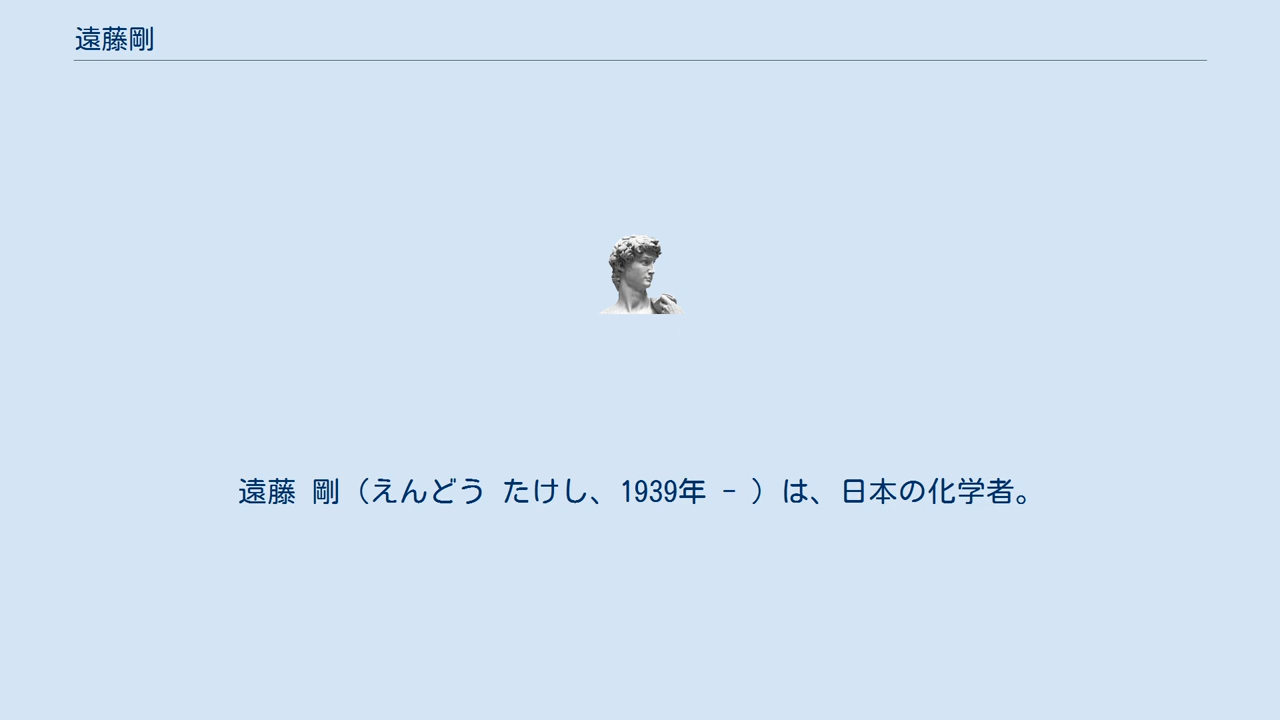 遠藤剛
遠藤 剛（えんどう たけし、1939年 - ）は、日本の化学者。